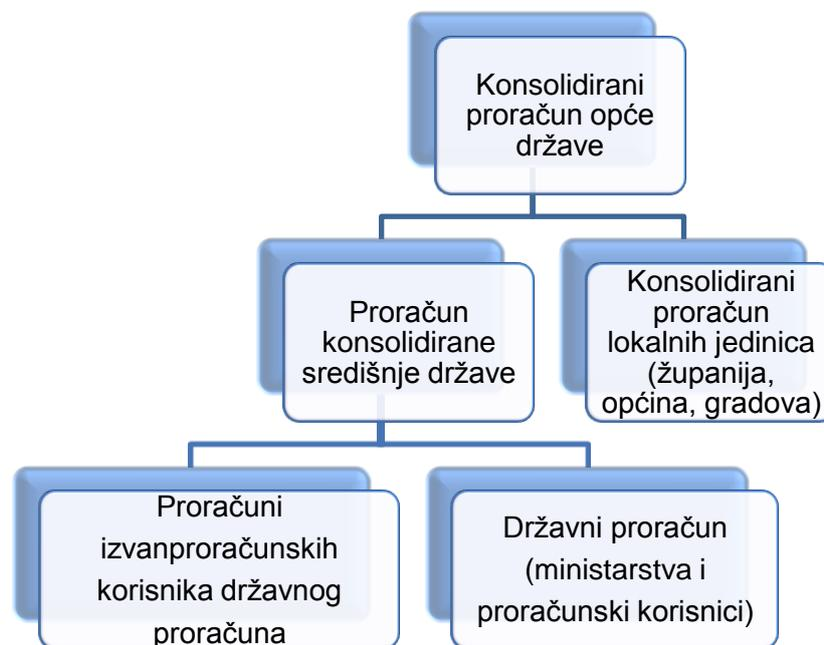 Konsolidirani
proračun opće
države
Proračun
konsolidirane
središnje države
Konsolidirani
proračun
lokalnih jedinica
(županija,
općina, gradova)
Proračuni
izvanproračunskih
korisnika državnog
proračuna
Državni proračun
(ministarstva i
proračunski korisnici)